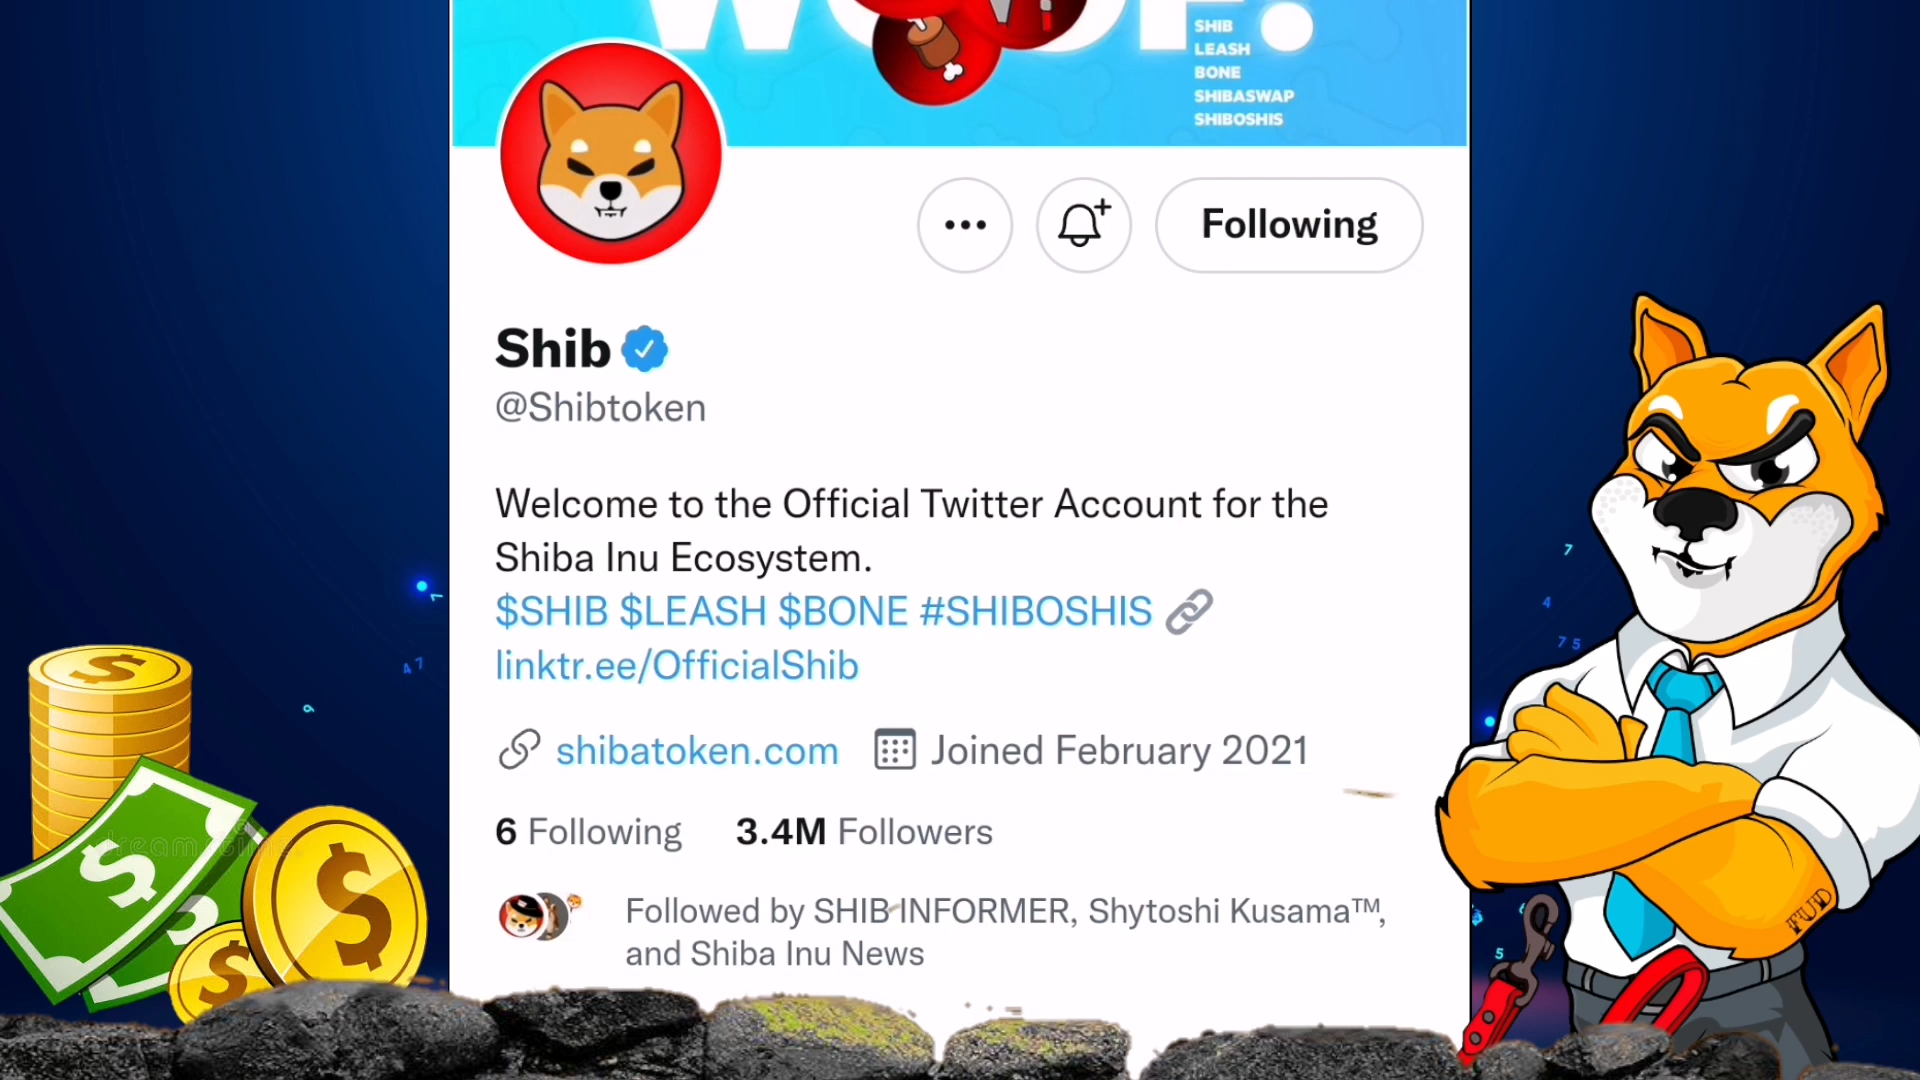 WOOF.
SHIB
LEASH
BONE
SHIBASWAP
SHIBOSHIS
Following
Shib
@Shibtoken
Welcome to the Official Twitter Account for the
Shiba Inu Ecosystem.
$SHIB $LEASH $BONE #SHIBOSHIS
linktr.ee/OfficialShib
shibatoken.com Joined February 2021
6 Following 3.4M Followers
Followed by SHIB INFORMER, Shytoshi Kusama™,
and Shiba Inu News
FUD